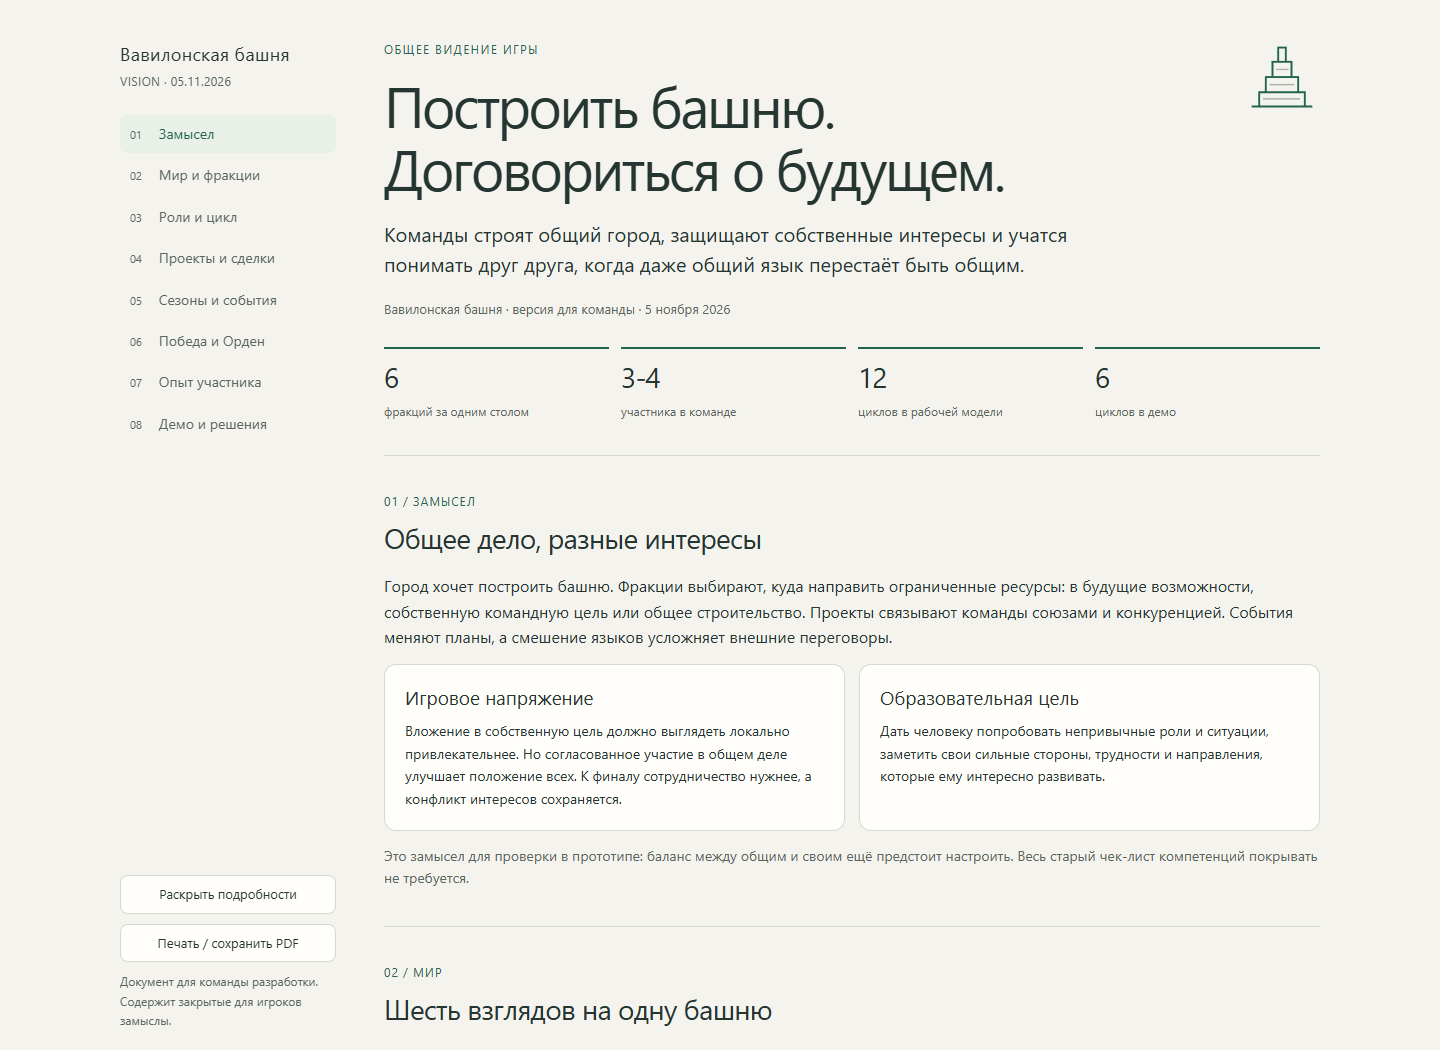 Вавилонская башня
VISION · 05.11.2026
01 Замысел
02 Мир и фракции
03 Роли и цикл
04 Проекты и сделки
05 Сезоны и события
06 Победа и Орден
07 Опыт участника
08 Демо и решения
Раскрыть подробности
Печать / сохранить PDF
Документ для команды разработки.
Содержит закрытые для игроков
замыслы.
ОБЩЕЕ ВИДЕНИЕ ИГРЫ
Построить башню.
Договориться о будущем.
Команды строят общий город, защищают собственные интересы и учатся
понимать друг друга, когда даже общий язык перестаёт быть общим.
Вавилонская башня · версия для команды · 5 ноября 2026
6
фракций за одним столом
3-4
участника в команде
12
циклов в рабочей модели
6
циклов в демо
01 / ЗАМЫСЕЛ
Общее дело, разные интересы
Город хочет построить башню. Фракции выбирают, куда направить ограниченные ресурсы: в будущие возможности,
собственную командную цель или общее строительство. Проекты связывают команды союзами и конкуренцией. События
меняют планы, а смешение языков усложняет внешние переговоры.
Игровое напряжение
Вложение в собственную цель должно выглядеть локально
привлекательнее. Но согласованное участие в общем деле
улучшает положение всех. К финалу сотрудничество нужнее, а
конфликт интересов сохраняется.
Образовательная цель
Дать человеку попробовать непривычные роли и ситуации,
заметить свои сильные стороны, трудности и направления,
которые ему интересно развивать.
Это замысел для проверки в прототипе: баланс между общим и своим ещё предстоит настроить. Весь старый чек-лист компетенций покрывать
не требуется.
02 / МИР
Шесть взглядов на одну башню